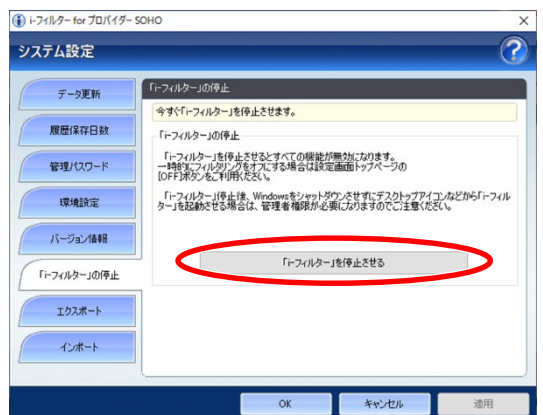 i-フィルター for プロバイダー SOHO
システム設定
データ更新
履歴保存日数
管理パスワード
環境設定
バージョン情報
「i-フィルター」の停止
エクスポート
インポート
「i-フィルター」の停止
今すぐ「i-フィルター」を停止させます。
「i-フィルター」の停止
「i-フィルター」を停止させるとすべての機能が無効になります。
一時的にフィルタリングをオフにする場合は設定画面トップページの
[OFF]ボタンをご利用ください。
「i-フィルター」停止後、Windowsをシャットダウンさせずにデスクトップアイコンなどから「i-フィル
ター」を起動させる場合は、管理者権限が必要になりますのでご注意ください。
「i-フィルター」を停止させる
OK
キャンセル
適用